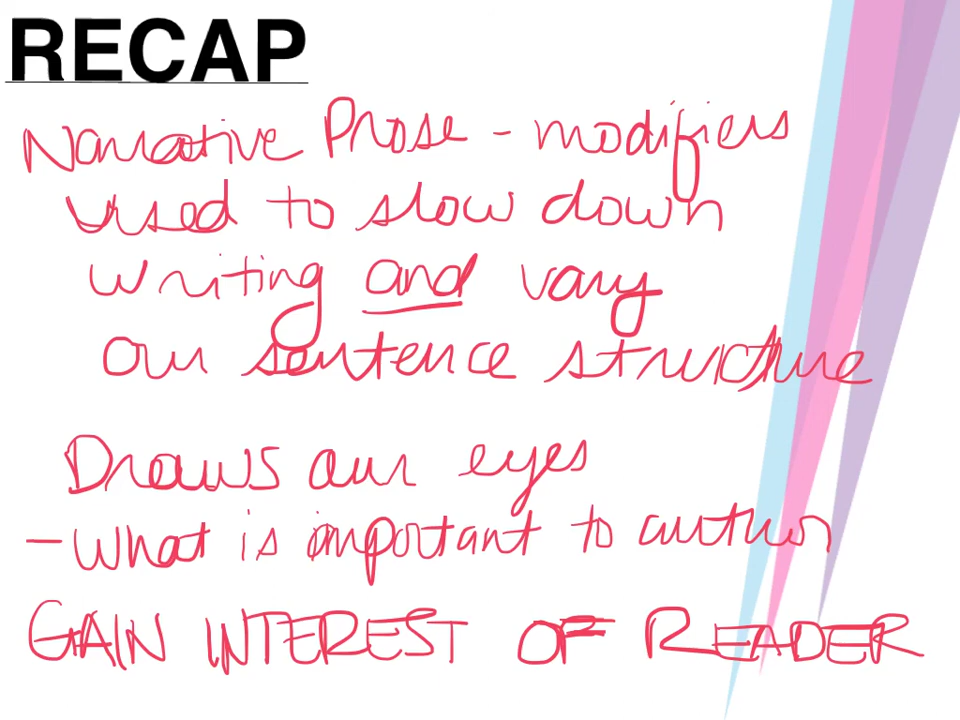 RECAP
Narrative Prose - modifiers
used to slow down
writing and vary
our sentence structure
Draws our eyes
- what is important to author
GAIN INTEREST OF READER